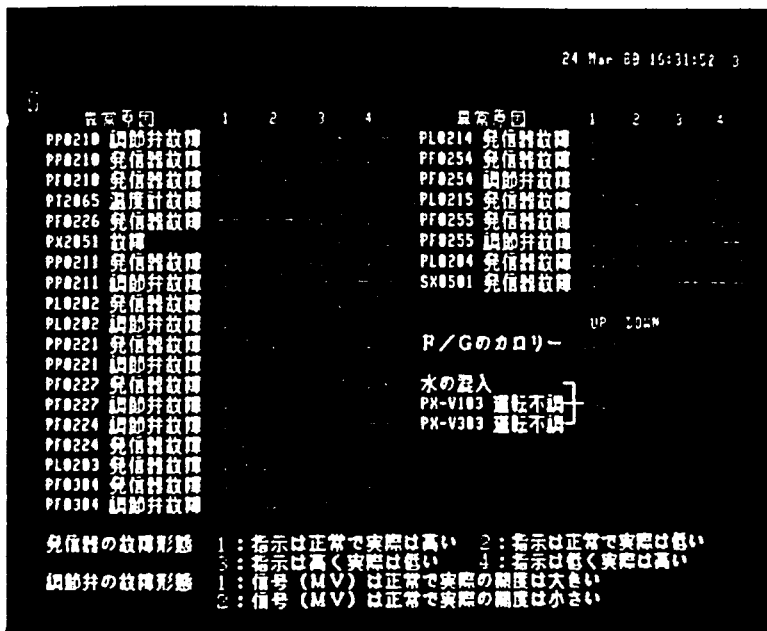 24 Mar 89 16:31:52 3
異常原因 1 2 3 4
PP0210 調節弁故障
PP0210 発信器故障
PF0210 発信器故障
PT2065 温度計故障
PF0226 発信器故障
PX2051 故障
PP0211 発信器故障
PP0211 調節弁故障
PL0202 発信器故障
PL0202 調節弁故障
PP0221 発信器故障
PP0221 調節弁故障
PF0227 発信器故障
PF0227 調節弁故障
PF0224 調節弁故障
PF0224 発信器故障
PL0203 発信器故障
PF0304 発信器故障
PF0304 調節弁故障
異常原因 1 2 3 4
PL0214 発信器故障
PF0254 発信器故障
PF0254 調節弁故障
PL0215 発信器故障
PF0255 発信器故障
PF0255 調節弁故障
PL0204 発信器故障
SX0501 発信器故障
UP DOWN
F/Gのカロリー
水の混入
PX-V103 運転不調
PX-V303 運転不調
発信器の故障形態 1:指示は正常で実際は高い 2:指示は正常で実際は低い
3:指示は高く実際は低い 4:指示は低く実際は高い
調節弁の故障形態 1:信号(MV)は正常で実際の開度は大きい
2:信号(MV)は正常で実際の開度は小さい